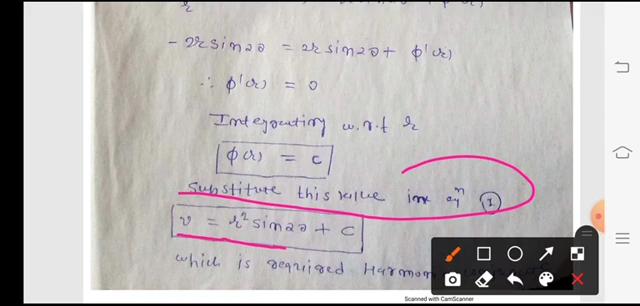 - 2r sin2θ = 2r sin2θ + φ'(r)
∴ φ'(r) = 0
Integrating w.r.t r
φ(r) = c
Substitute this value in eqⁿ ①
v = r² sin2θ + c
which is required Harmonic
Scanned with CamScanner